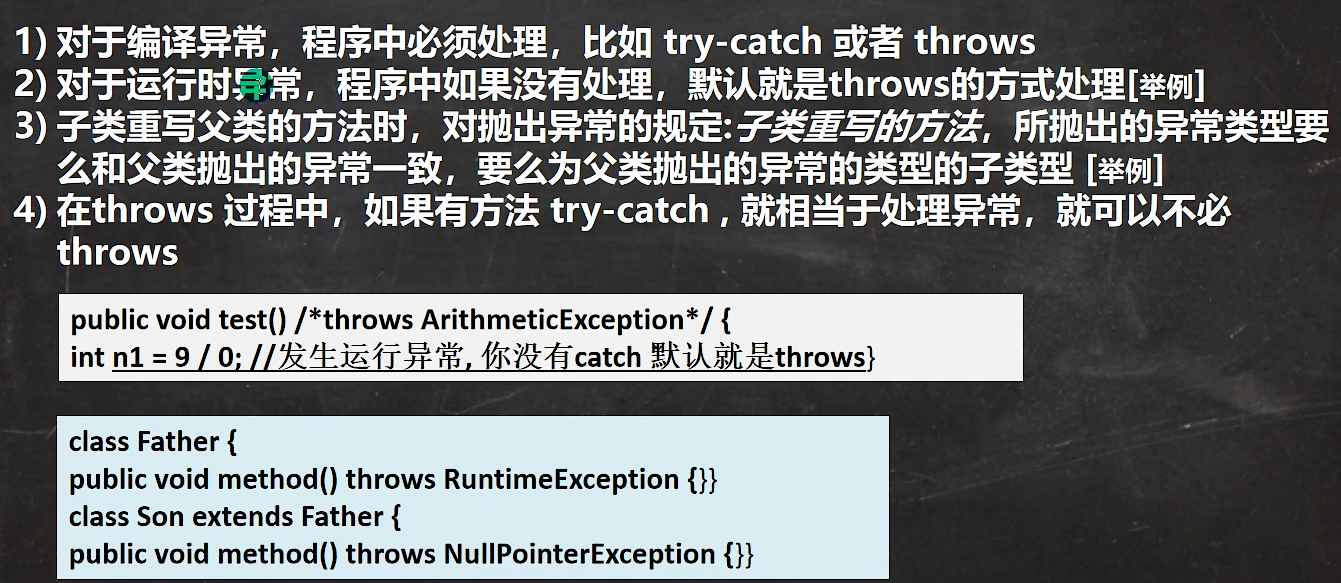 1) 对于编译异常，程序中必须处理，比如 try-catch 或者 throws
2) 对于运行时异常，程序中如果没有处理，默认就是throws的方式处理[举例]
3) 子类重写父类的方法时，对抛出异常的规定:子类重写的方法，所抛出的异常类型要
么和父类抛出的异常一致，要么为父类抛出的异常的类型的子类型 [举例]
4) 在throws 过程中，如果有方法 try-catch , 就相当于处理异常，就可以不必
throws
public void test() /*throws ArithmeticException*/ {
int n1 = 9 / 0; //发生运行异常, 你没有catch 默认就是throws}
class Father {
public void method() throws RuntimeException {}}
class Son extends Father {
public void method() throws NullPointerException {}}